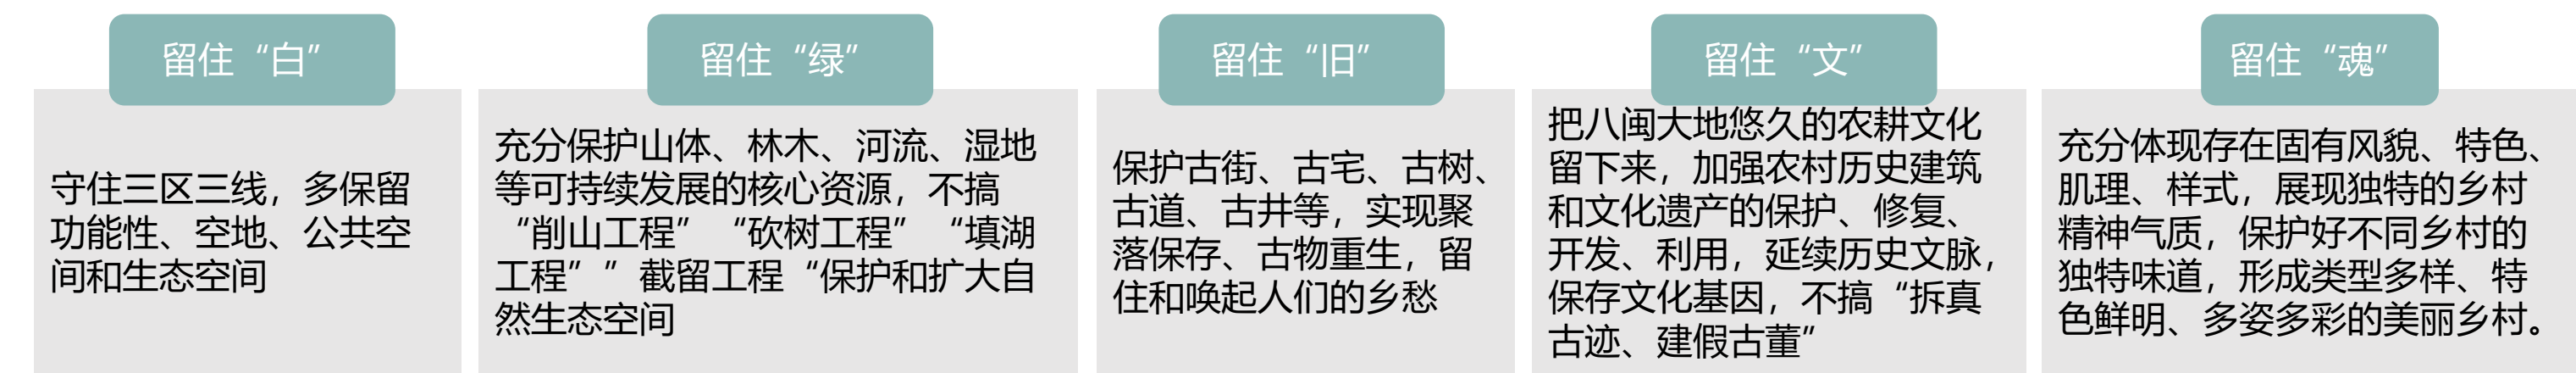 留住“白”
守住三区三线，多保留
功能性、空地、公共空
间和生态空间
留住“绿”
充分保护山体、林木、河流、湿地
等可持续发展的核心资源，不搞
“削山工程”“砍树工程”“填湖
工程””截留工程“保护和扩大自
然生态空间
留住“旧”
保护古街、古宅、古树、
古道、古井等，实现聚
落保存、古物重生，留
住和唤起人们的乡愁
留住“文”
把八闽大地悠久的农耕文化
留下来，加强农村历史建筑
和文化遗产的保护、修复、
开发、利用，延续历史文脉，
保存文化基因，不搞“拆真
古迹、建假古董”
留住“魂”
充分体现存在固有风貌、特色、
肌理、样式，展现独特的乡村
精神气质，保护好不同乡村的
独特味道，形成类型多样、特
色鲜明、多姿多彩的美丽乡村。